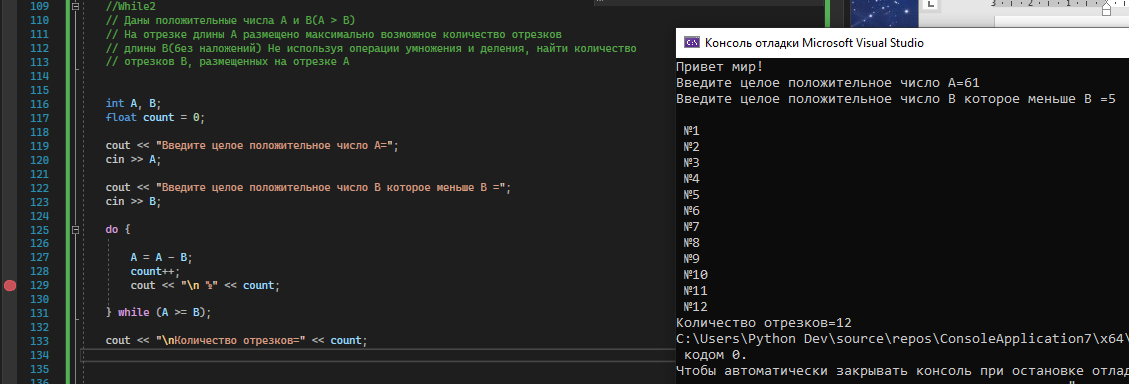 109 //While2
110 // Даны положительные числа A и B(A > B)
111 // На отрезке длины A размещено максимально возможное количество отрезков
112 // длины B(без наложений) Не используя операции умножения и деления, найти количество
113 // отрезков B, размещенных на отрезке A
114
115
116 int A, B;
117 float count = 0;
118
119 cout << "Введите целое положительное число A=";
120 cin >> A;
121
122 cout << "Введите целое положительное число B которое меньше B =";
123 cin >> B;
124
125 do {
126
127 A = A - B;
128 count++;
129 cout << "\n №" << count;
130
131 } while (A >= B);
132
133 cout << "\nКоличество отрезков=" << count;
134
135
136
3 2 1
L
Консоль отладки Microsoft Visual Studio
Привет мир!
Введите целое положительное число A=61
Введите целое положительное число B которое меньше B =5
№1
№2
№3
№4
№5
№6
№7
№8
№9
№10
№11
№12
Количество отрезков=12
C:\Users\Python Dev\source\repos\ConsoleApplication7\x64\
кодом 0.
Чтобы автоматически закрывать консоль при остановке